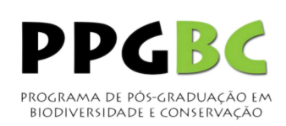 PPGBC
PROGRAMA DE PÓS-GRADUAÇÃO EM
BIODIVERSIDADE E CONSERVAÇÃO